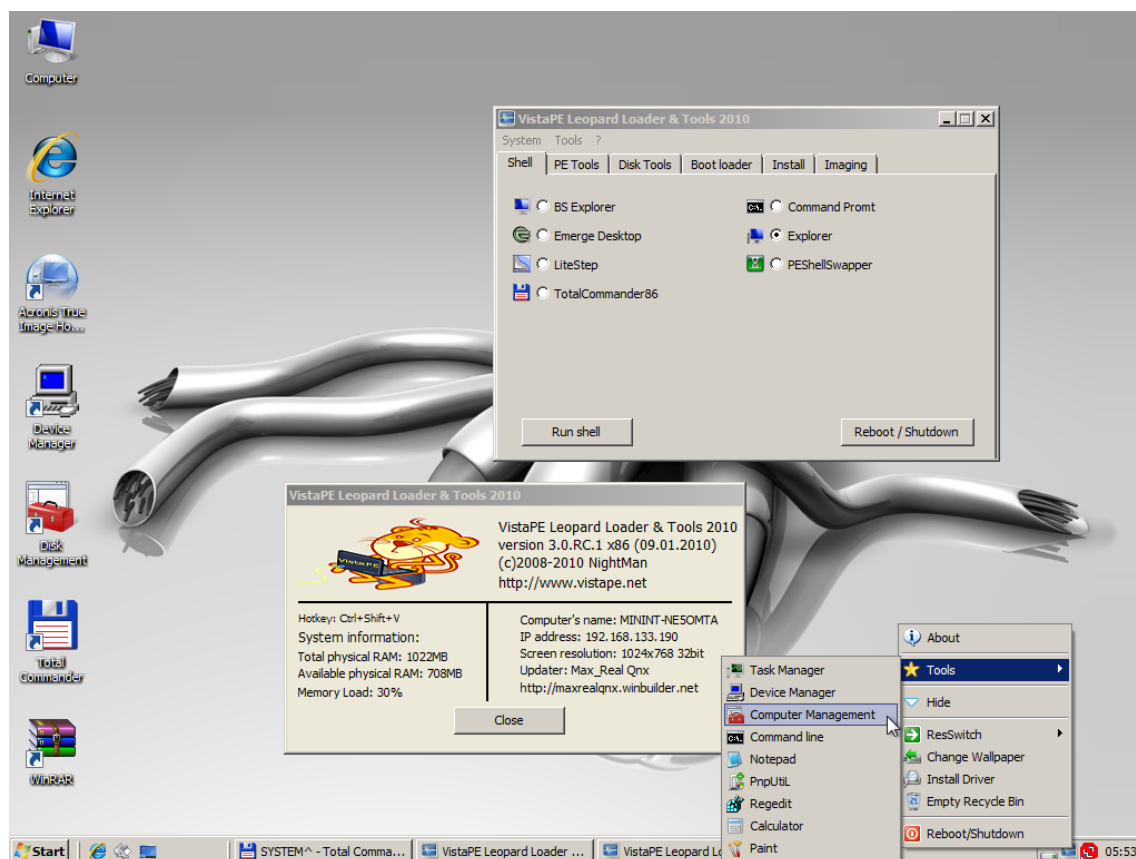 Computer
Internet
Explorer
Acronis True
Image Ho...
Device
Manager
Disk
Management
Total
Commander
WinRAR
VistaPE Leopard Loader & Tools 2010
System Tools ?
Shell PE Tools Disk Tools Boot loader Install Imaging
BS Explorer
Command Promt
Emerge Desktop
Explorer
LiteStep
PEShellSwapper
TotalCommander86
Run shell
Reboot / Shutdown
VistaPE Leopard Loader & Tools 2010
Vista PE
VistaPE Leopard Loader & Tools 2010
version 3.0.RC.1 x86 (09.01.2010)
(c)2008-2010 NightMan
http://www.vistape.net
Hotkey: Ctrl+Shift+V
System information:
Total physical RAM: 1022MB
Available physical RAM: 708MB
Memory Load: 30%
Computer's name: MININT-NE5OMTA
IP address: 192.168.133.190
Screen resolution: 1024x768 32bit
Updater: Max_Real Qnx
http://maxrealqnx.winbuilder.net
Close
About
Tools
Hide
ResSwitch
Change Wallpaper
Install Driver
Empty Recycle Bin
Reboot/Shutdown
Task Manager
Device Manager
Computer Management
Command line
Notepad
PnpUtiL
Regedit
Calculator
Paint
Start
SYSTEM^ - Total Comma...
VistaPE Leopard Loader ...
VistaPE Leopard Lo
05:53